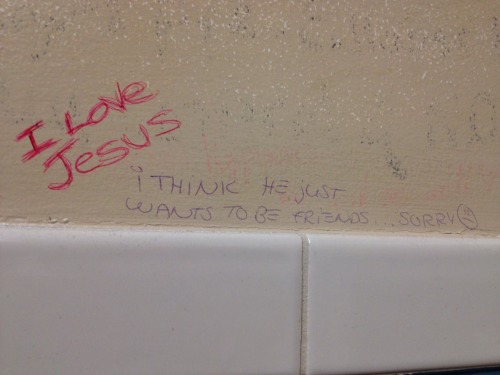 I LOVE
JESUS
i THINK HE JUST
WANTS TO BE FRIENDS. SORRY